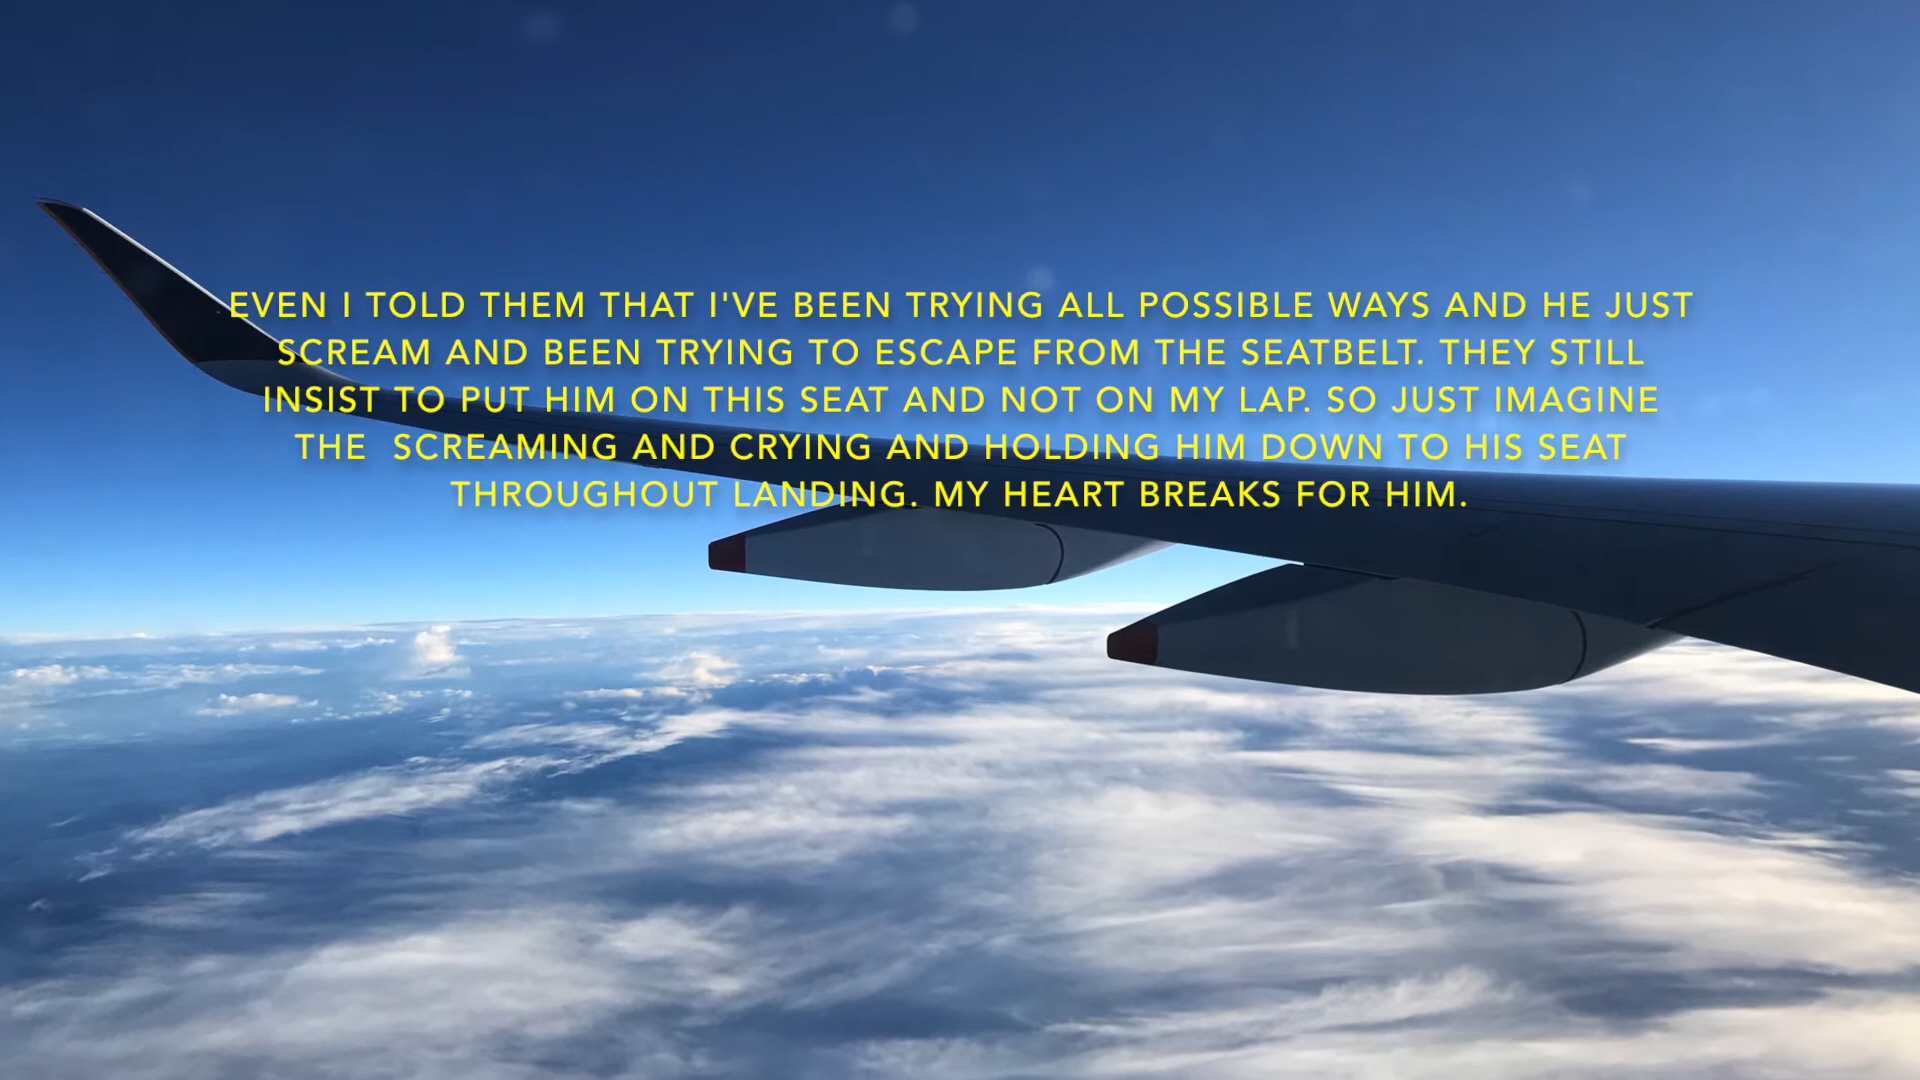 EVEN I TOLD THEM THAT I'VE BEEN TRYING ALL POSSIBLE WAYS AND HE JUST
SCREAM AND BEEN TRYING TO ESCAPE FROM THE SEATBELT. THEY STILL
INSIST TO PUT HIM ON THIS SEAT AND NOT ON MY LAP. SO JUST IMAGINE
THE  SCREAMING AND CRYING AND HOLDING HIM DOWN TO HIS SEAT
THROUGHOUT LANDING. MY HEART BREAKS FOR HIM.